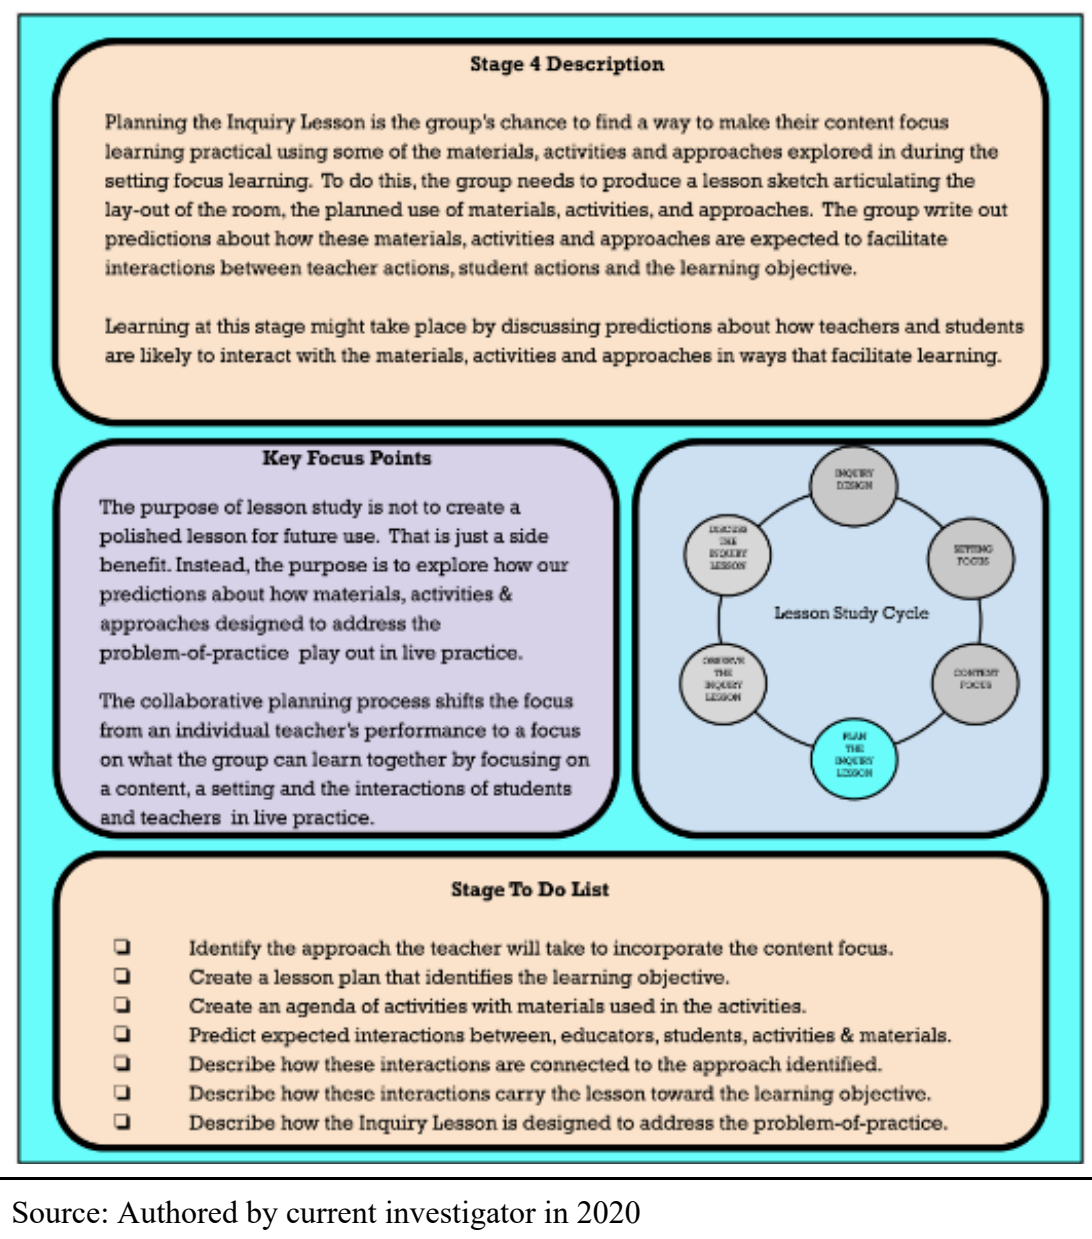 Stage 4 Description
Planning the Inquiry Lesson is the group's chance to find a way to make their content focus
learning practical using some of the materials, activities and approaches explored in during the
setting focus learning. To do this, the group needs to produce a lesson sketch articulating the
lay-out of the room, the planned use of materials, activities, and approaches. The group write out
predictions about how these materials, activities and approaches are expected to facilitate
interactions between teacher actions, student actions and the learning objective.
Learning at this stage might take place by discussing predictions about how teachers and students
are likely to interact with the materials, activities and approaches in ways that facilitate learning.
Key Focus Points
The purpose of lesson study is not to create a
polished lesson for future use. That is just a side
benefit. Instead, the purpose is to explore how our
predictions about how materials, activities &
approaches designed to address the
problem-of-practice play out in live practice.
The collaborative planning process shifts the focus
from an individual teacher's performance to a focus
on what the group can learn together by focusing on
a content, a setting and the interactions of students
and teachers in live practice.
INQUIRY
DESIGN
SETTING
FOCUS
CONTENT
FOCUS
PLAN
THE
INQUIRY
LESSON
OBSERVE
THE
INQUIRY
LESSON
DISCUSS
THE
INQUIRY
LESSON
Lesson Study Cycle
Stage To Do List
❏ Identify the approach the teacher will take to incorporate the content focus.
❏ Create a lesson plan that identifies the learning objective.
❏ Create an agenda of activities with materials used in the activities.
❏ Predict expected interactions between, educators, students, activities & materials.
❏ Describe how these interactions are connected to the approach identified.
❏ Describe how these interactions carry the lesson toward the learning objective.
❏ Describe how the Inquiry Lesson is designed to address the problem-of-practice.
Source: Authored by current investigator in 2020